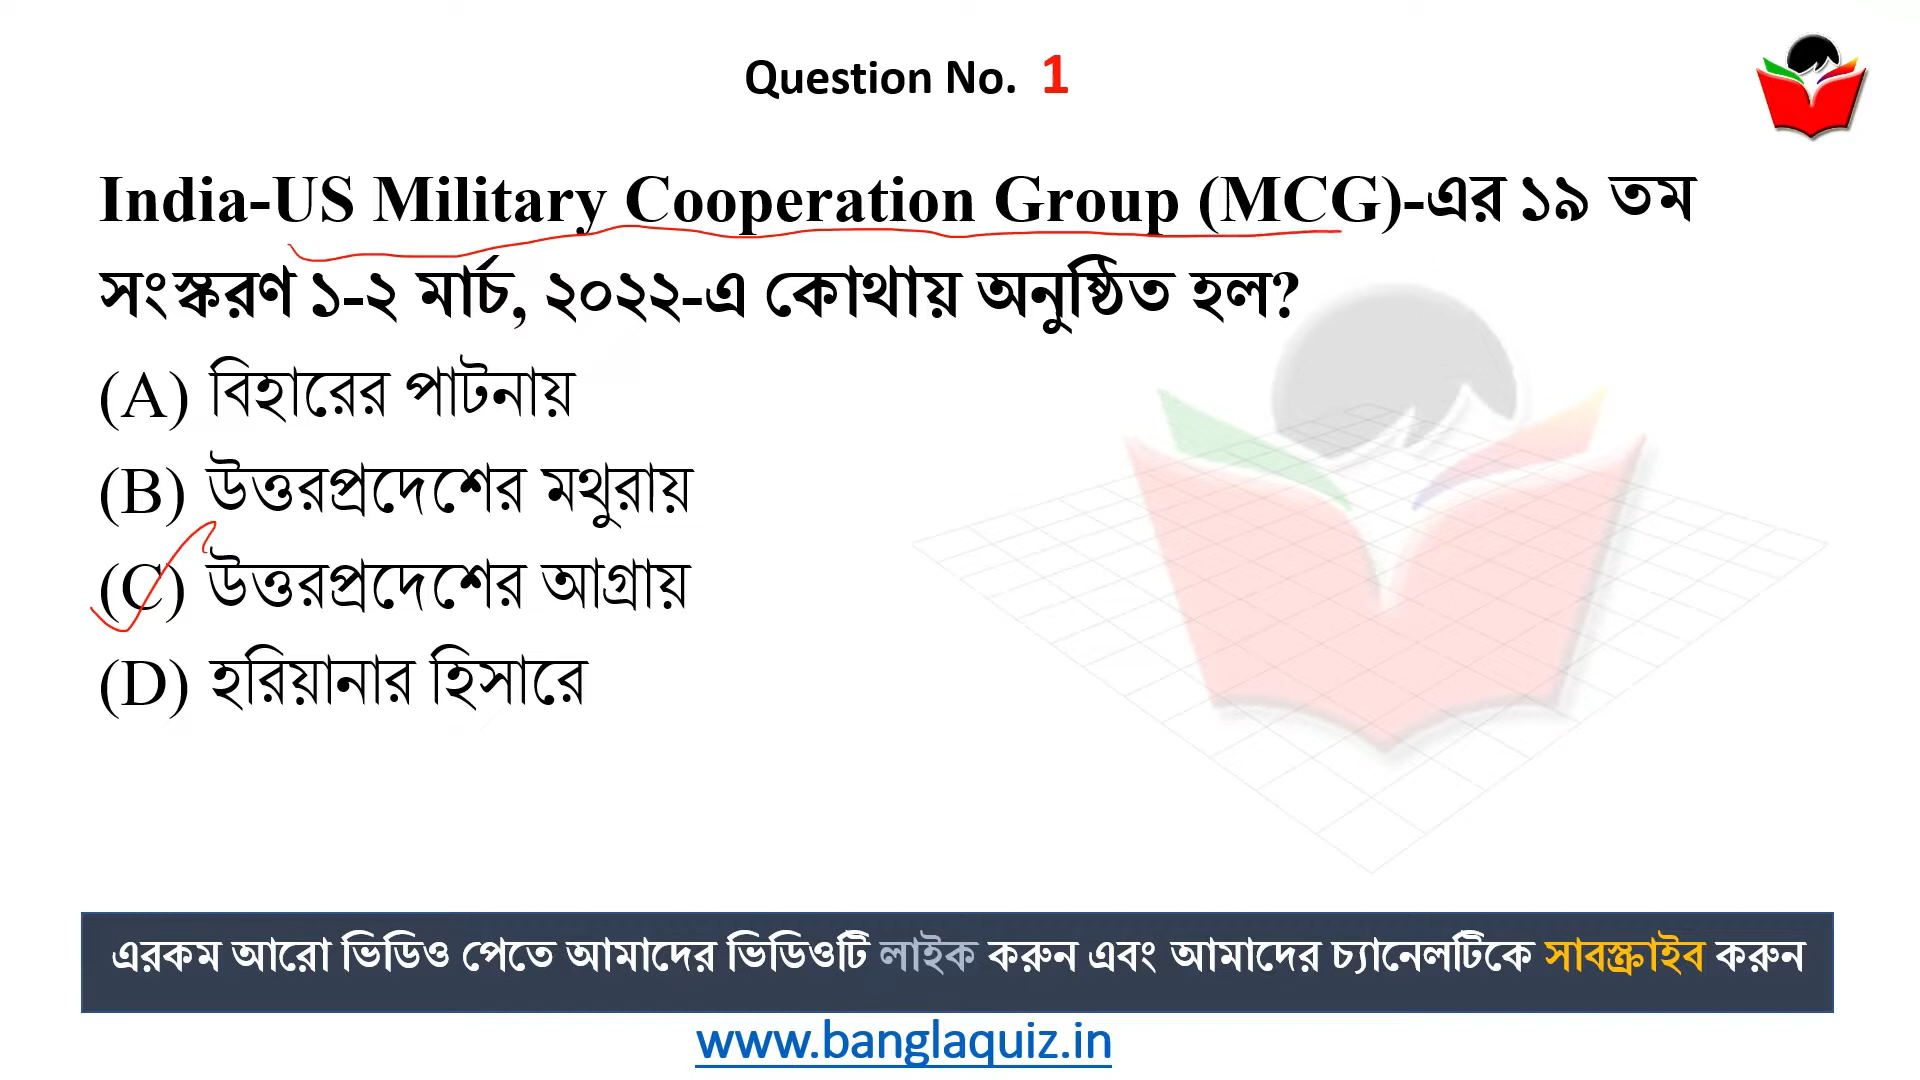 Question No. 1
India-US Military Cooperation Group (MCG)-এর ১৯ তম
সংস্করণ ১-২ মার্চ, ২০২২-এ কোথায় অনুষ্ঠিত হল?
(A) বিহারের পাটনায়
(B) উত্তরপ্রদেশের মথুরায়
(C) উত্তরপ্রদেশের আগ্রায়
(D) হরিয়ানার হিসারে
এরকম আরো ভিডিও পেতে আমাদের ভিডিওটি লাইক করুন এবং আমাদের চ্যানেলটিকে সাবস্ক্রাইব করুন
www.banglaquiz.in